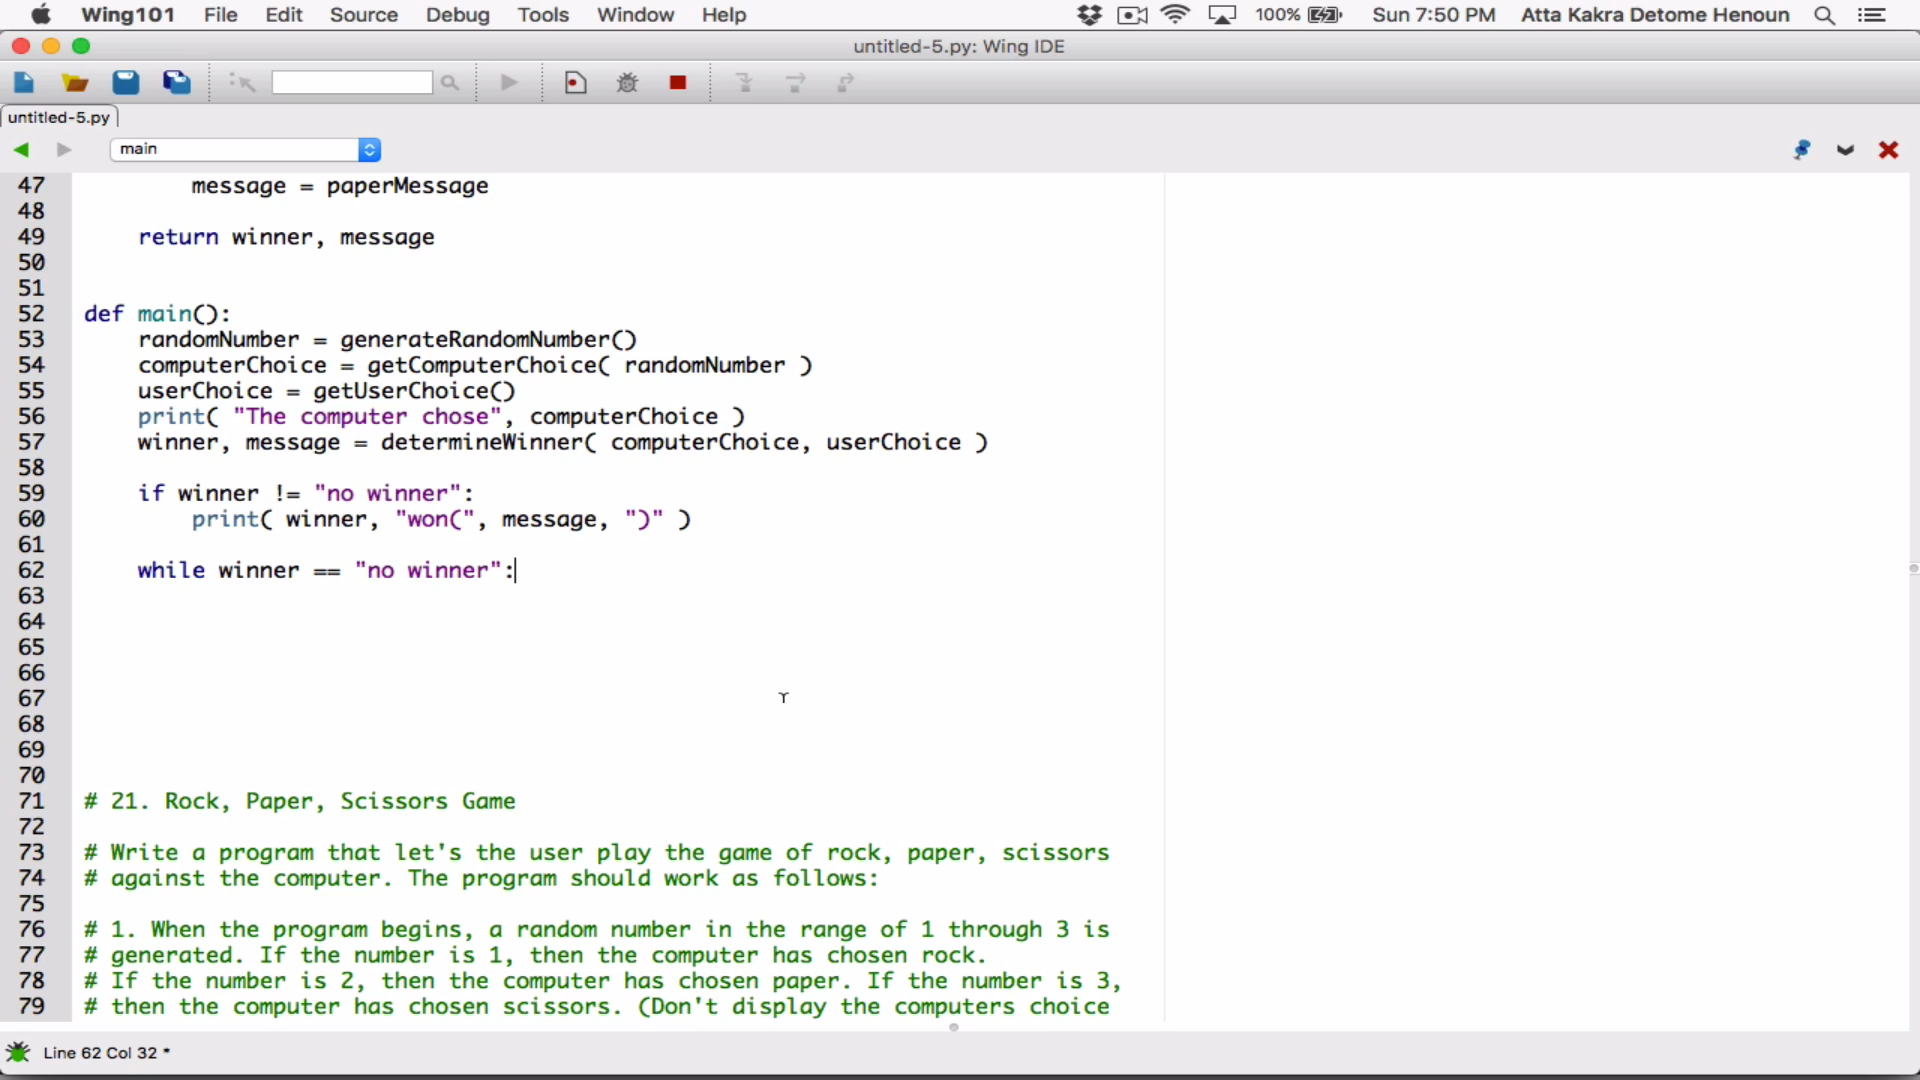 Wing101 File Edit Source Debug Tools Window Help 100% Sun 7:50 PM Atta Kakra Detome Henoun
untitled-5.py: Wing IDE
untitled-5.py
main
47 message = paperMessage
48
49 return winner, message
50
51
52 def main():
53 randomNumber = generateRandomNumber()
54 computerChoice = getComputerChoice( randomNumber )
55 userChoice = getUserChoice()
56 print( "The computer chose", computerChoice )
57 winner, message = determineWinner( computerChoice, userChoice )
58
59 if winner != "no winner":
60 print( winner, "won(", message, ")" )
61
62 while winner == "no winner":
63
64
65
66
67
68
69
70
71 # 21. Rock, Paper, Scissors Game
72
73 # Write a program that let's the user play the game of rock, paper, scissors
74 # against the computer. The program should work as follows:
75
76 # 1. When the program begins, a random number in the range of 1 through 3 is
77 # generated. If the number is 1, then the computer has chosen rock.
78 # If the number is 2, then the computer has chosen paper. If the number is 3,
79 # then the computer has chosen scissors. (Don't display the computers choice
Line 62 Col 32 *